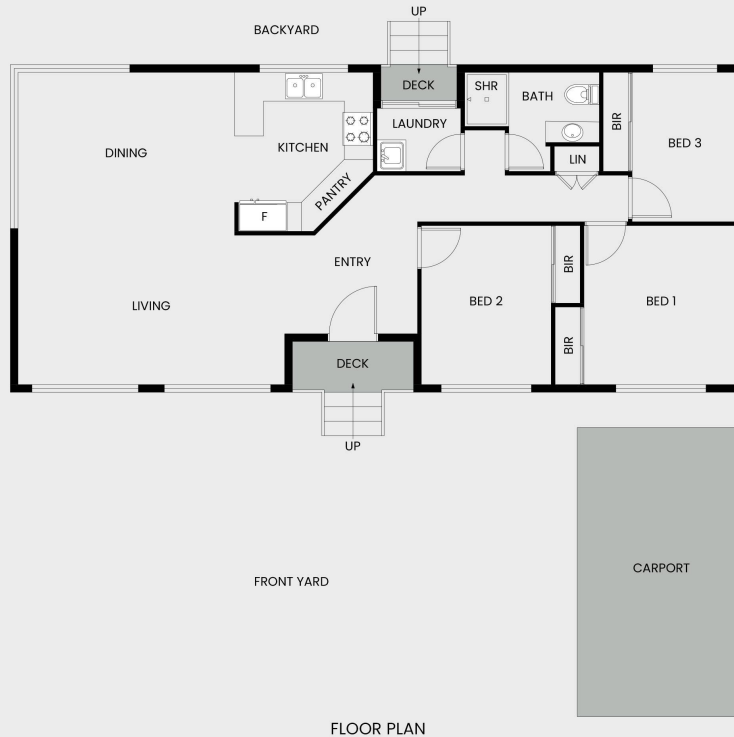 UP
BACKYARD
DECK
SHR
BATH
LAUNDRY
BIR
BED 3
DINING
KITCHEN
LIN
PANTRY
F
ENTRY
BIR
LIVING
BED 2
BED 1
BIR
DECK
UP
FRONT YARD
CARPORT
FLOOR PLAN